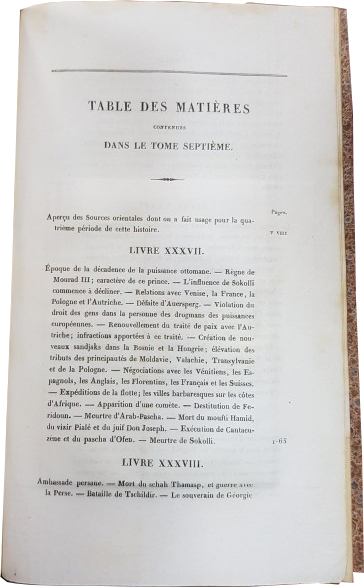 TABLE DES MATIÈRES
CONTENUES
DANS LE TOME SEPTIÈME.
Pages.
Aperçu des Sources orientales dont on a fait usage pour la qua-
trième période de cette histoire. V VIII
LIVRE XXXVII.
Époque de la décadence de la puissance ottomane. — Règne de
Mourad III; caractère de ce prince. — L'influence de Sokolli
commence à décliner. — Relations avec Venise, la France, la
Pologne et l'Autriche. — Défaite d'Auersperg. — Violation du
droit des gens dans la personne des drogmans des puissances
européennes. — Renouvellement du traité de paix avec l'Au-
triche; infractions apportées à ce traité. — Création de nou-
veaux sandjaks dans la Bosnie et la Hongrie; élévation des
tributs des principautés de Moldavie, Valachie, Transylvanie
et de la Pologne. — Négociations avec les Vénitiens, les Es-
pagnols, les Anglais, les Florentins, les Français et les Suisses.
— Expéditions de la flotte; les villes barbaresques sur les côtes
d'Afrique. — Apparition d'une comète. — Destitution de Fe-
ridoun. — Meurtre d'Arab-Pascha. — Mort du moufti Hamid,
du vizir Pialé et du juif Don Joseph. — Exécution de Cantacu-
zène et du pascha d'Ofen. — Meurtre de Sokolli. 1-65
LIVRE XXXVIII.
Ambassade persane. — Mort du schah Thamasp, et guerre avec
la Perse. — Bataille de Tschildir. — Le souverain de Géorgie